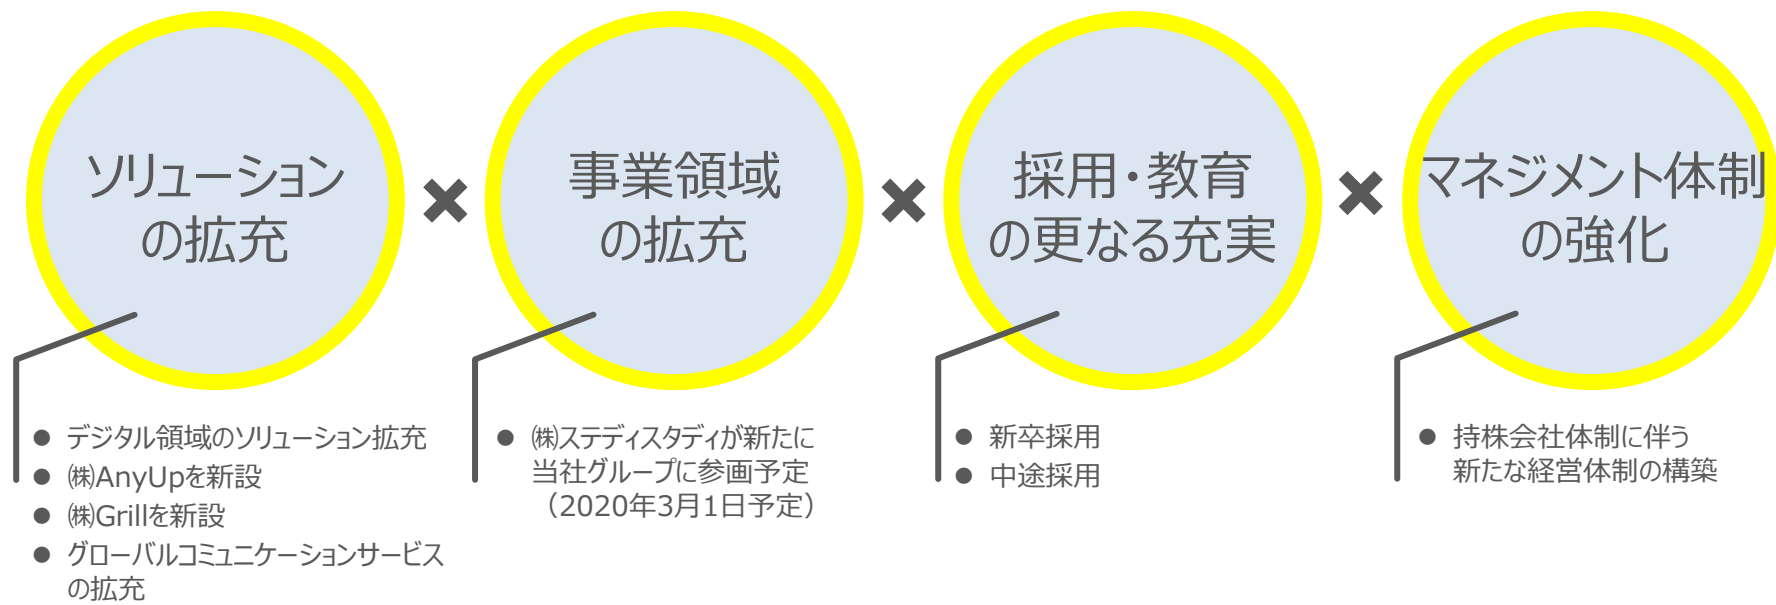 ソリューション
の拡充
事業領域
の拡充
採用・教育
の更なる充実
マネジメント体制
の強化
● デジタル領域のソリューション拡充
● ㈱AnyUpを新設
● ㈱Grillを新設
● グローバルコミュニケーションサービス
の拡充
● ㈱ステディスタディが新たに
当社グループに参画予定
（2020年3月1日予定）
● 新卒採用
● 中途採用
● 持株会社体制に伴う
新たな経営体制の構築